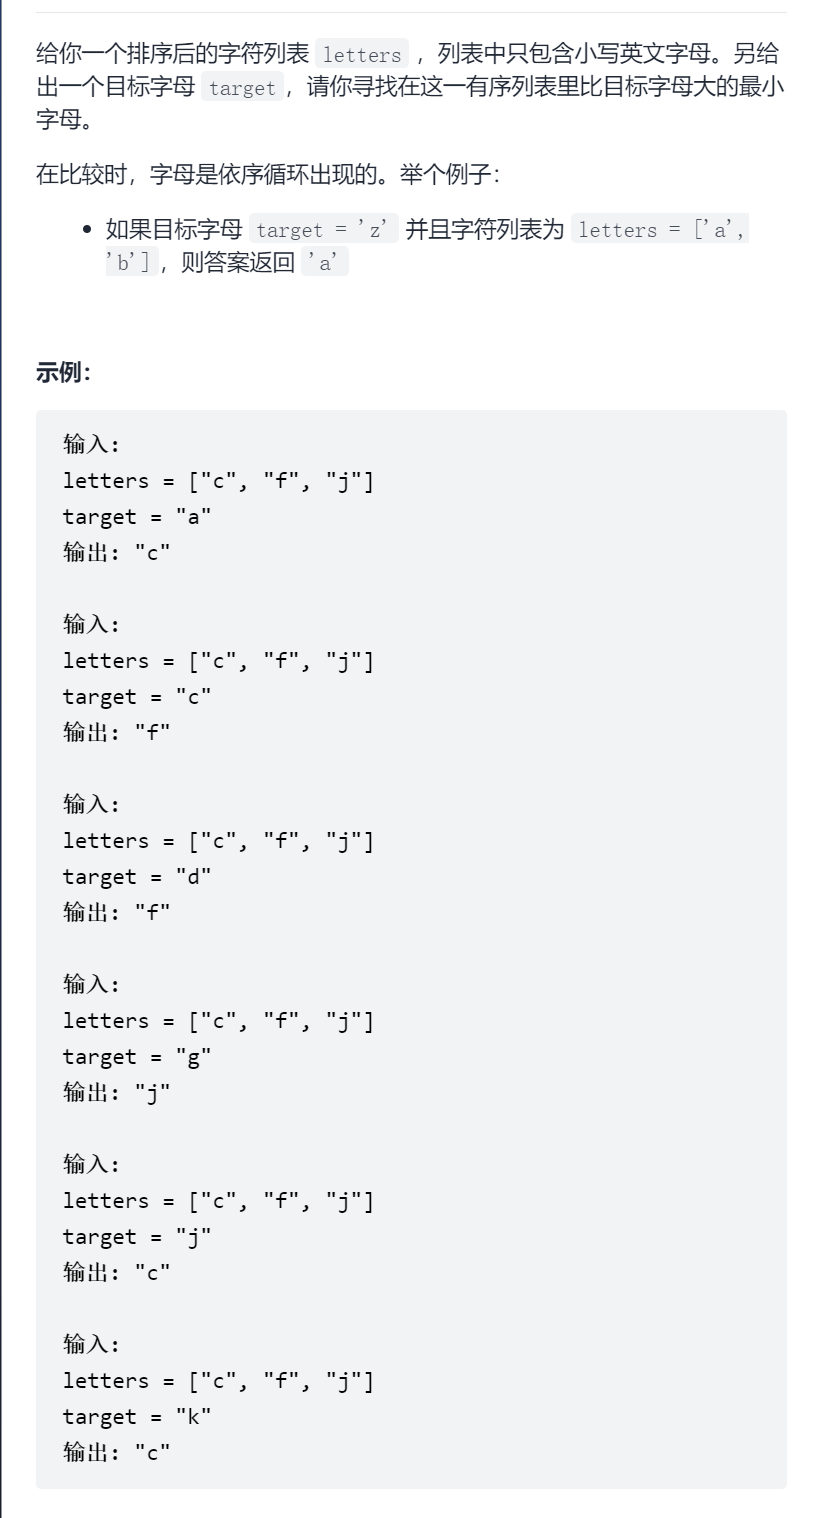 给你一个排序后的字符列表 letters ，列表中只包含小写英文字母。另给
出一个目标字母 target，请你寻找在这一有序列表里比目标字母大的最小
字母。
在比较时，字母是依序循环出现的。举个例子：
如果目标字母 target = 'z' 并且字符列表为 letters = ['a',
'b']，则答案返回 'a'
示例：
输入:
letters = ["c", "f", "j"]
target = "a"
输出: "c"
输入:
letters = ["c", "f", "j"]
target = "c"
输出: "f"
输入:
letters = ["c", "f", "j"]
target = "d"
输出: "f"
输入:
letters = ["c", "f", "j"]
target = "g"
输出: "j"
输入:
letters = ["c", "f", "j"]
target = "j"
输出: "c"
输入:
letters = ["c", "f", "j"]
target = "k"
输出: "c"